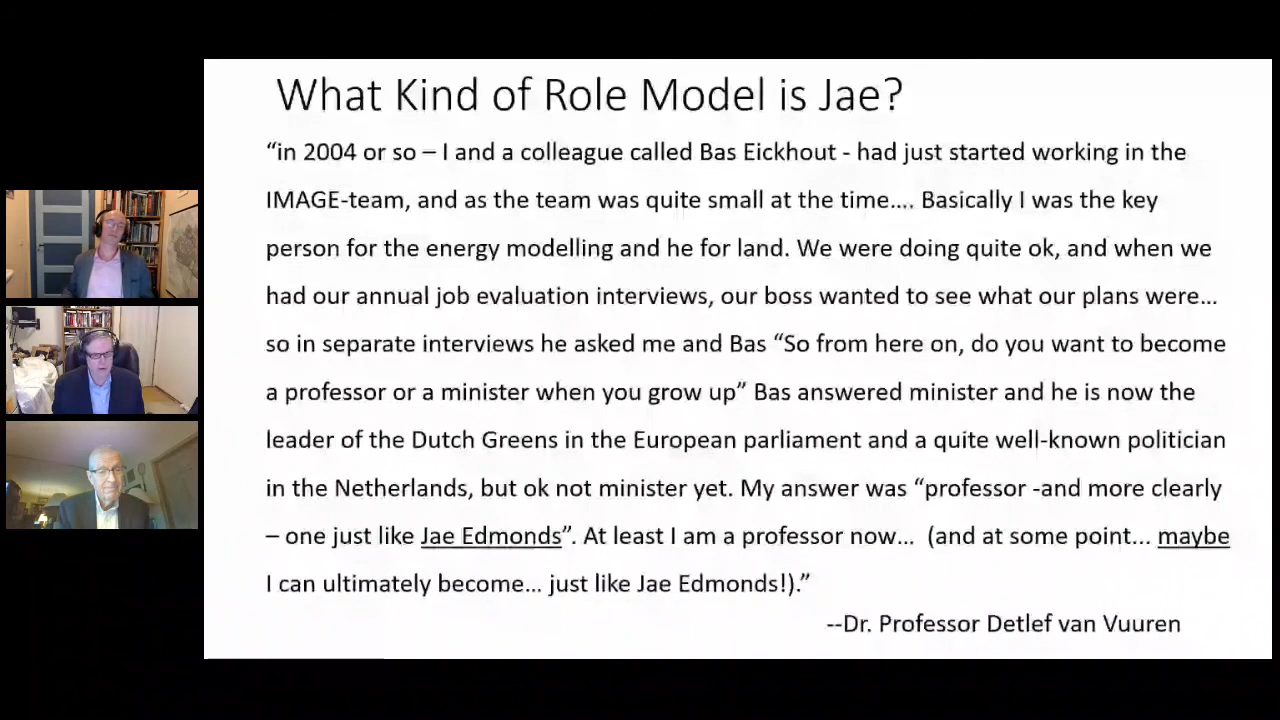 What Kind of Role Model is Jae?
“in 2004 or so – I and a colleague called Bas Eickhout - had just started working in the
IMAGE-team, and as the team was quite small at the time…. Basically I was the key
person for the energy modelling and he for land. We were doing quite ok, and when we
had our annual job evaluation interviews, our boss wanted to see what our plans were…
so in separate interviews he asked me and Bas “So from here on, do you want to become
a professor or a minister when you grow up” Bas answered minister and he is now the
leader of the Dutch Greens in the European parliament and a quite well-known politician
in the Netherlands, but ok not minister yet. My answer was “professor -and more clearly
– one just like Jae Edmonds”. At least I am a professor now… (and at some point... maybe
I can ultimately become… just like Jae Edmonds!).”
--Dr. Professor Detlef van Vuuren